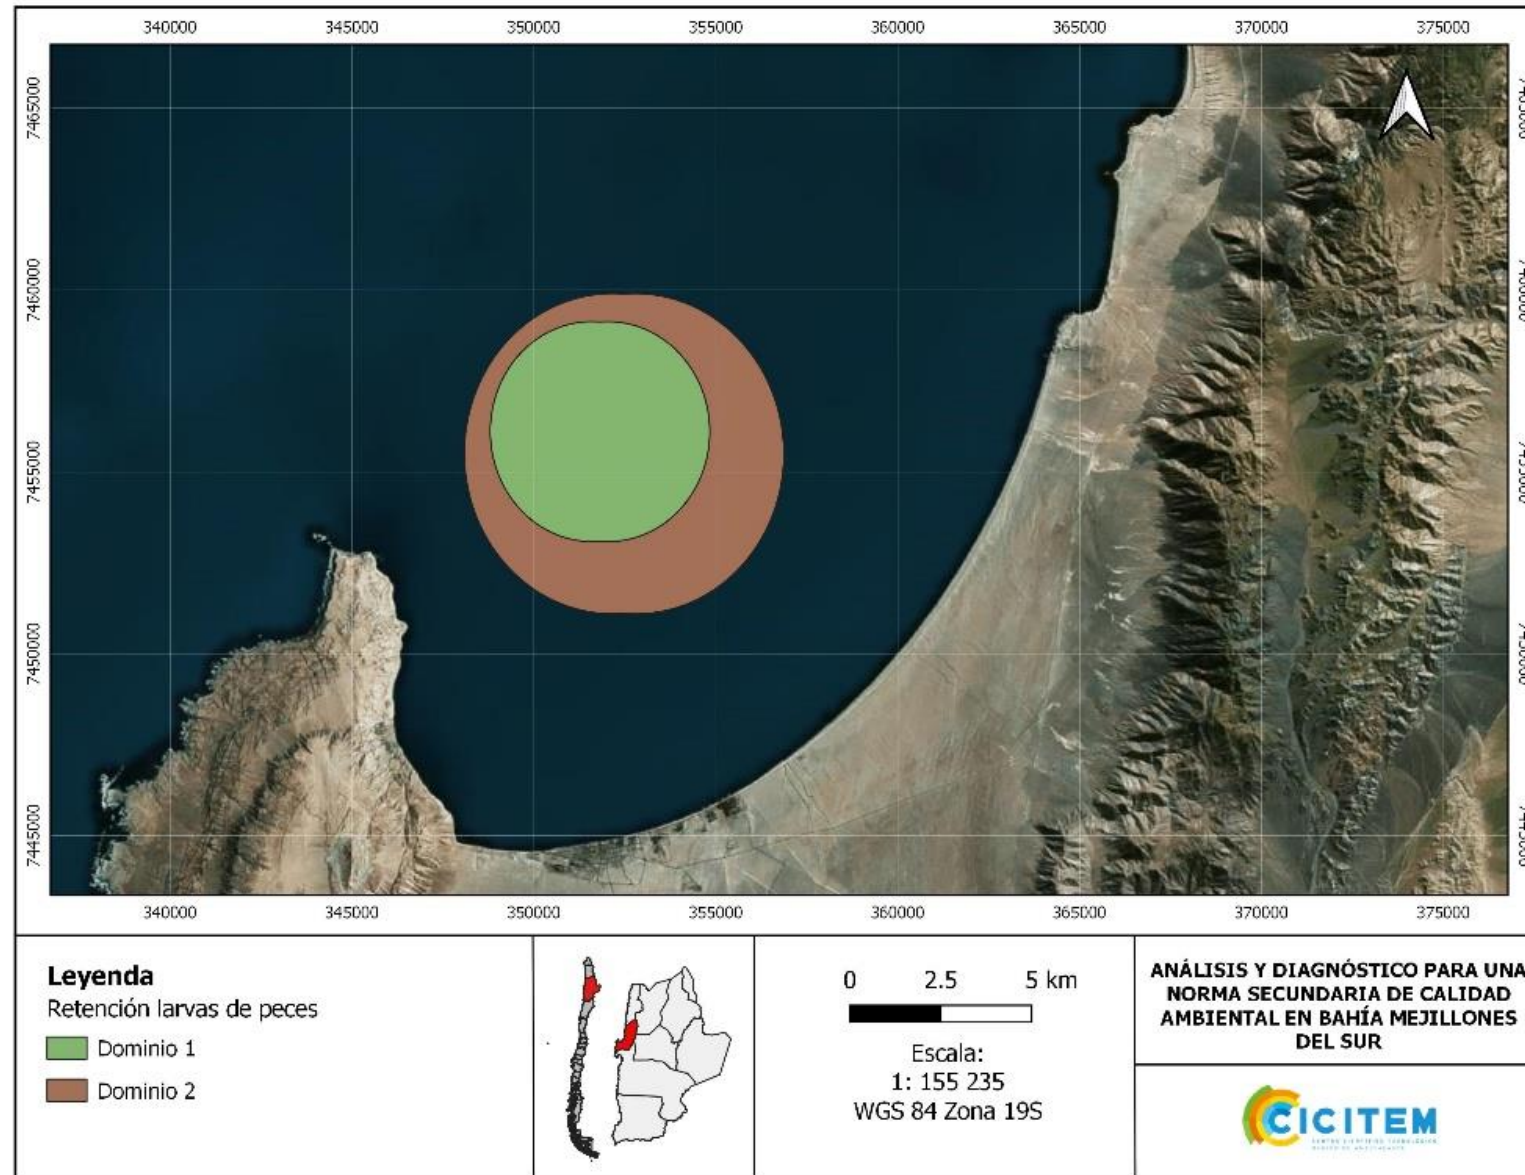 340000 345000 350000 355000 360000 365000 370000 375000
7465000
7460000
7455000
7450000
7445000
340000 345000 350000 355000 360000 365000 370000 375000
Leyenda
Retención larvas de peces
Dominio 1
Dominio 2
0 2.5 5 km
Escala:
1: 155 235
WGS 84 Zona 19S
ANÁLISIS Y DIAGNÓSTICO PARA UNA
NORMA SECUNDARIA DE CALIDAD
AMBIENTAL EN BAHÍA MEJILLONES
DEL SUR
CICITEM